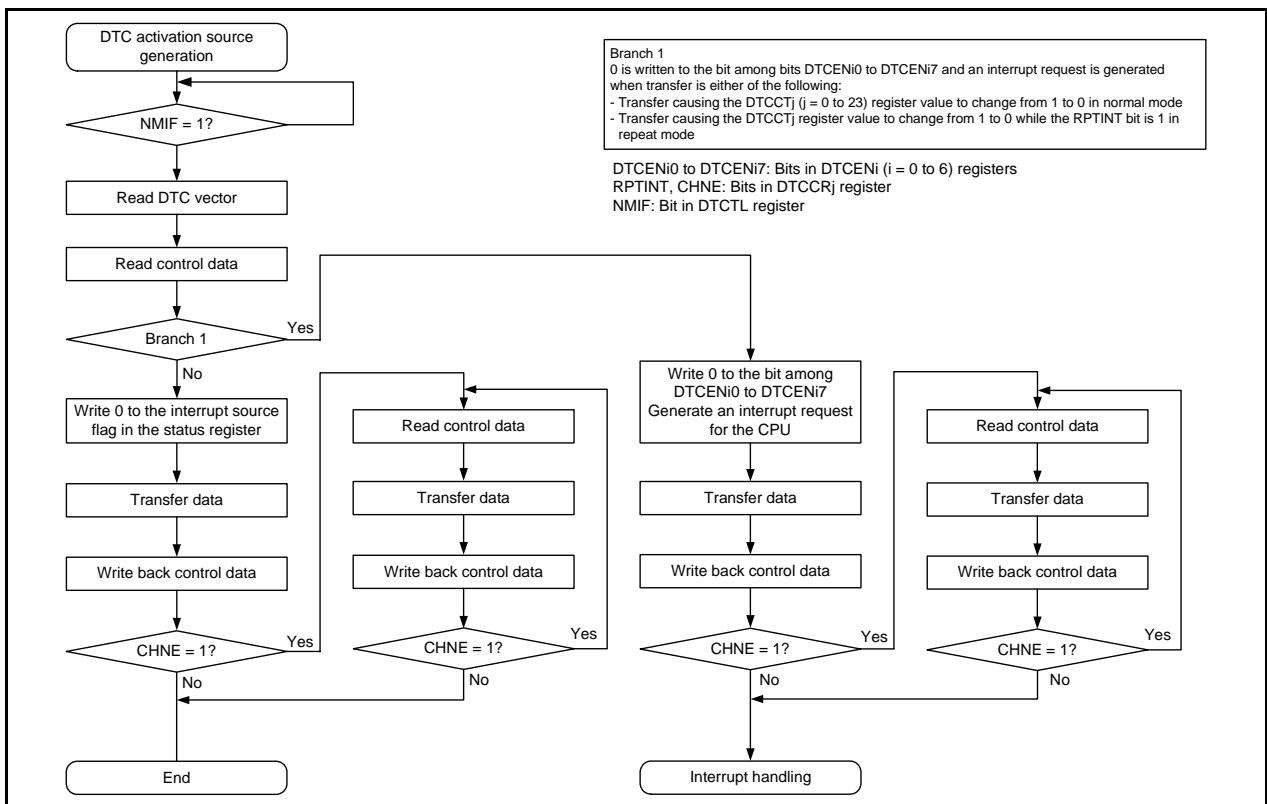 DTC activation source
generation
NMIF = 1?
Read DTC vector
Read control data
Branch 1
Yes
No
Write 0 to the interrupt source
flag in the status register
Transfer data
Write back control data
CHNE = 1?
Yes
No
End
Read control data
Transfer data
Write back control data
CHNE = 1?
Yes
No
Branch 1
0 is written to the bit among bits DTCENi0 to DTCENi7 and an interrupt request is generated
when transfer is either of the following:
- Transfer causing the DTCCTj (j = 0 to 23) register value to change from 1 to 0 in normal mode
- Transfer causing the DTCCTj register value to change from 1 to 0 while the RPTINT bit is 1 in
repeat mode
DTCENi0 to DTCENi7: Bits in DTCENi (i = 0 to 6) registers
RPTINT, CHNE: Bits in DTCCRj register
NMIF: Bit in DTCTL register
Write 0 to the bit among
DTCENi0 to DTCENi7
Generate an interrupt request
for the CPU
Transfer data
Write back control data
CHNE = 1?
Yes
No
Interrupt handling
Read control data
Transfer data
Write back control data
CHNE = 1?
Yes
No